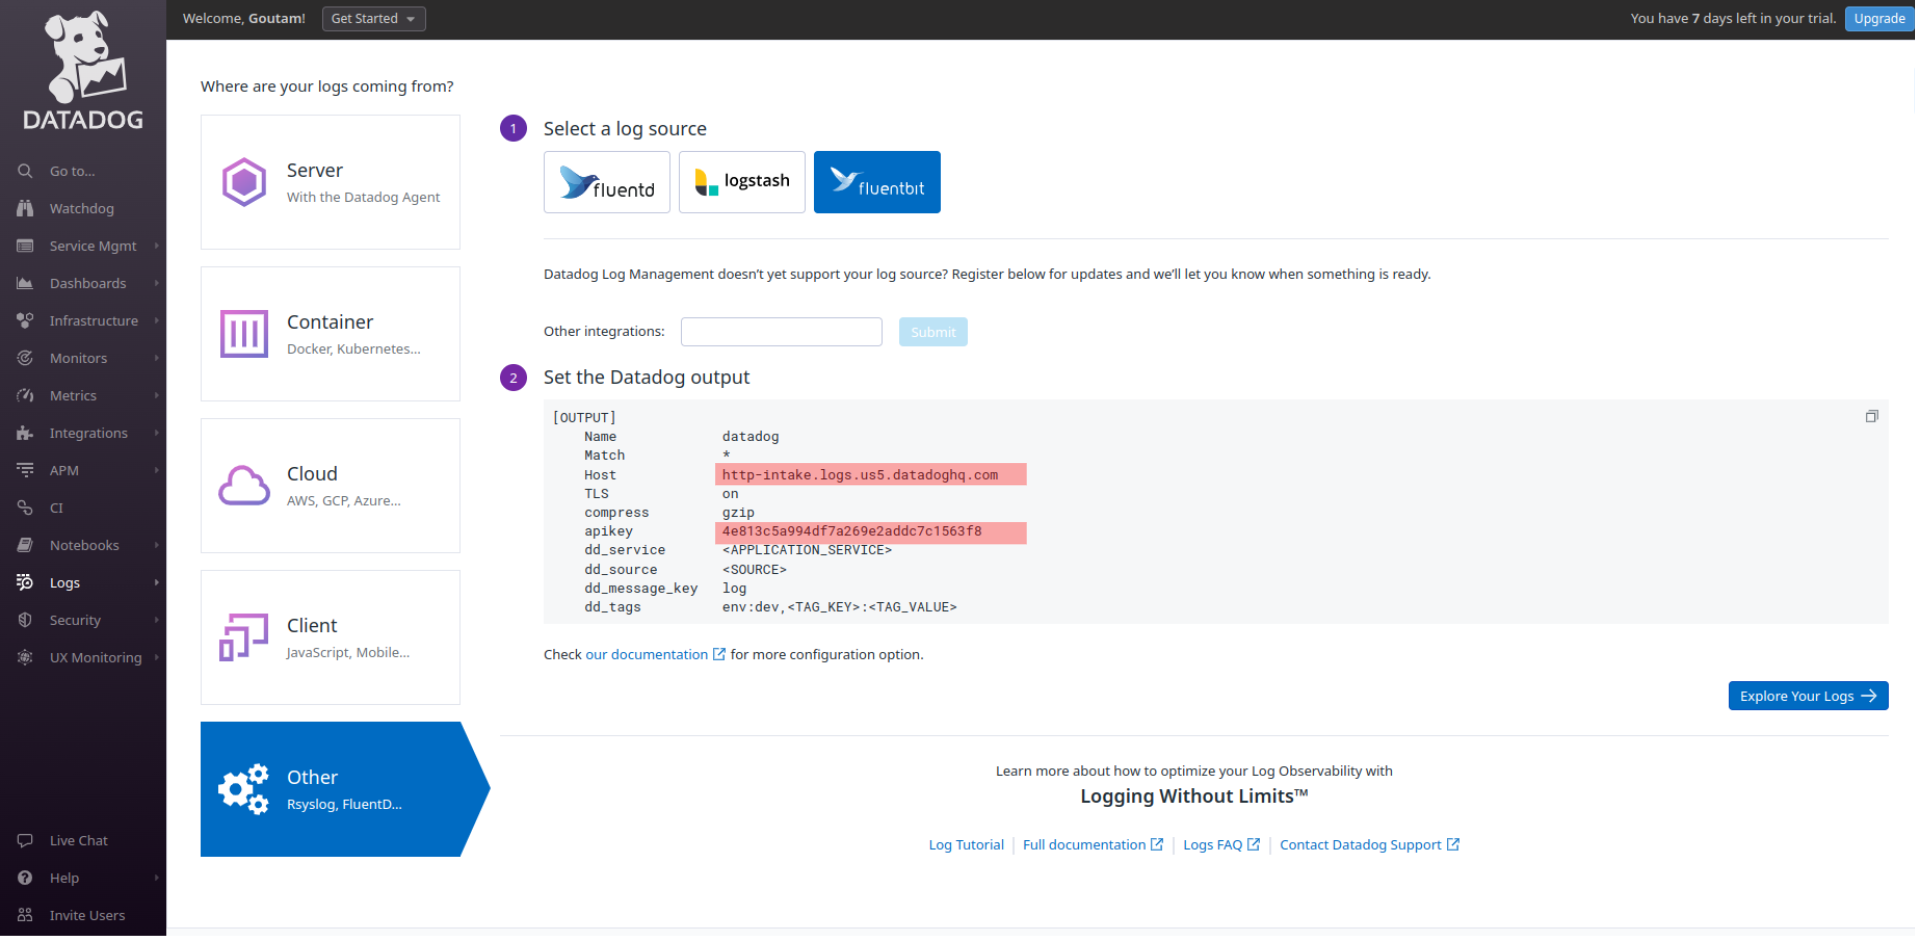 Welcome, Goutam!
Get Started
You have 7 days left in your trial.
Upgrade
DATADOG
Go to...
Watchdog
Service Mgmt
Dashboards
Infrastructure
Monitors
Metrics
Integrations
APM
CI
Notebooks
Logs
Security
UX Monitoring
Live Chat
Help
Invite Users
Where are your logs coming from?
Server
With the Datadog Agent
Container
Docker, Kubernetes...
Cloud
AWS, GCP, Azure...
Client
JavaScript, Mobile...
Other
Rsyslog, FluentD...
1 Select a log source
fluentd
logstash
fluentbit
Datadog Log Management doesn't yet support your log source? Register below for updates and we'll let you know when something is ready.
Other integrations:
Submit
2 Set the Datadog output
[OUTPUT]
Name datadog
Match *
Host http-intake.logs.us5.datadoghq.com
TLS on
compress gzip
apikey 4e813c5a994df7a269e2addc7c1563f8
dd_service <APPLICATION_SERVICE>
dd_source <SOURCE>
dd_message_key log
dd_tags env:dev,<TAG_KEY>:<TAG_VALUE>
Check our documentation for more configuration option.
Explore Your Logs
Learn more about how to optimize your Log Observability with
Logging Without Limits™
Log Tutorial | Full documentation | Logs FAQ | Contact Datadog Support